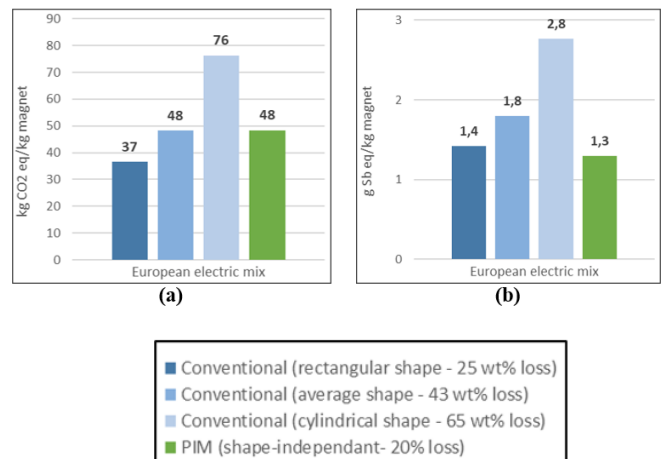 90
80
70
60
50
40
30
20
10
0
kg CO2 eq/kg magnet
37
48
76
48
European electric mix
(a)
3
2
1
0
g Sb eq/kg magnet
1,4
1,8
2,8
1,3
European electric mix
(b)
Conventional (rectangular shape - 25 wt% loss)
Conventional (average shape - 43 wt% loss)
Conventional (cylindrical shape - 65 wt% loss)
PIM (shape-independant- 20% loss)